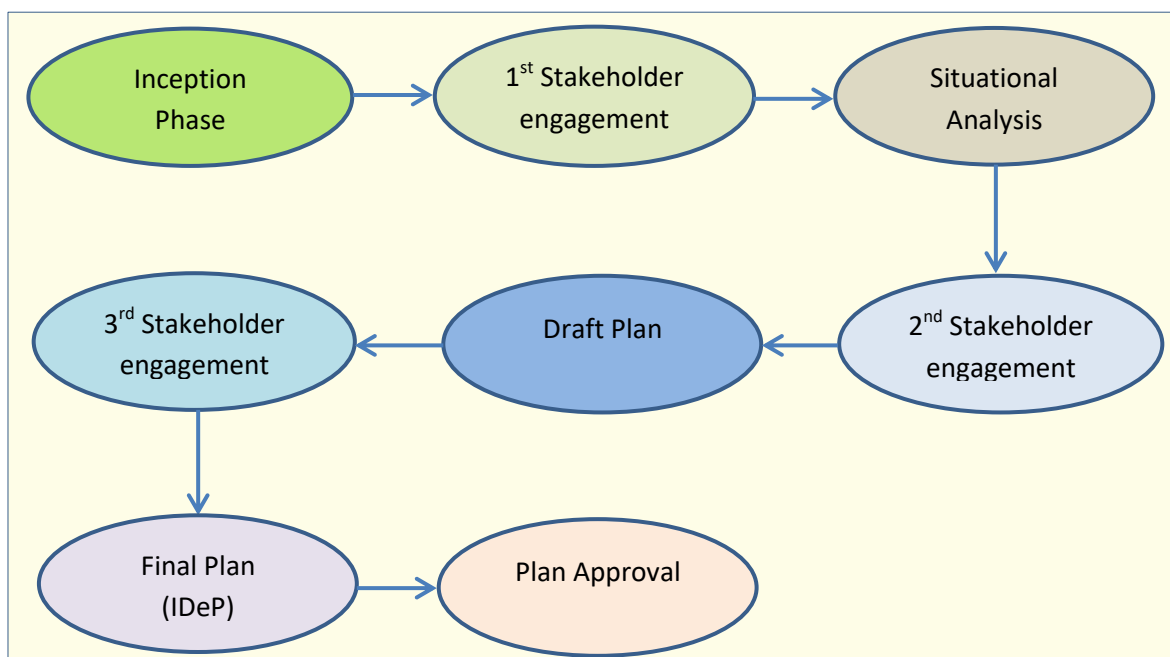 Inception
Phase
1st Stakeholder
engagement
Situational
Analysis
2nd Stakeholder
engagement
Draft Plan
3rd Stakeholder
engagement
Final Plan
(IDeP)
Plan Approval